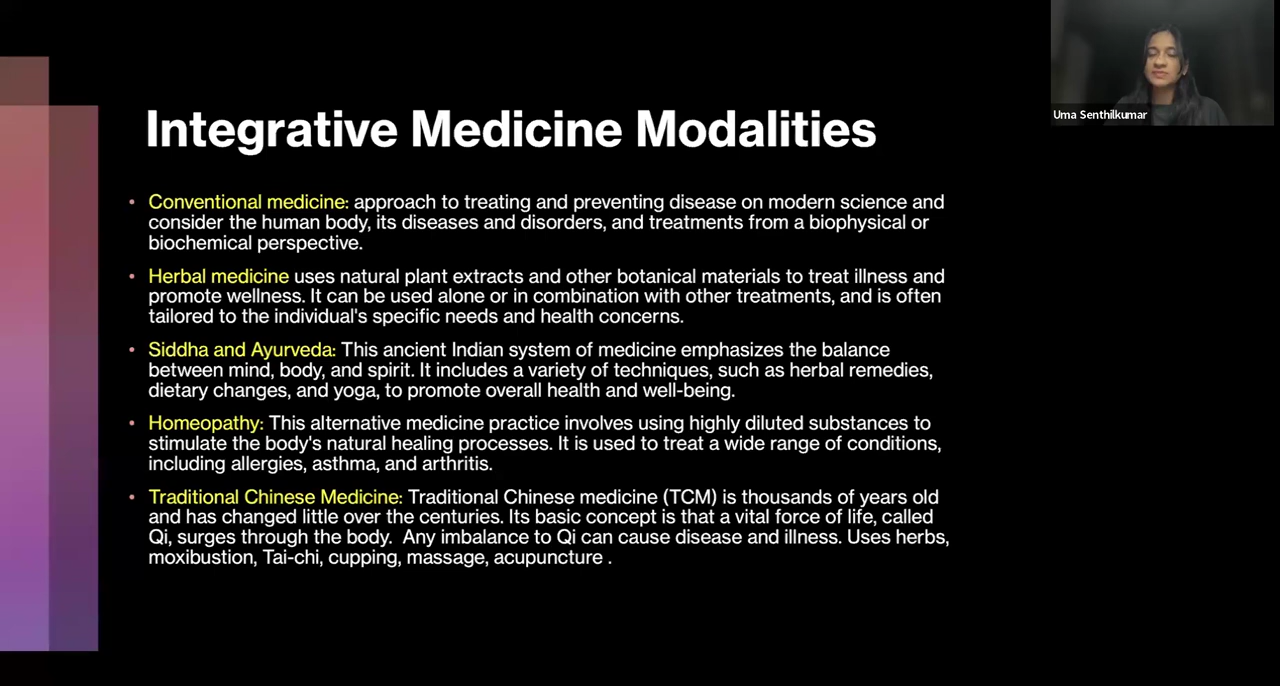 Integrative Medicine Modalities
Uma Senthilkumar
• Conventional medicine: approach to treating and preventing disease on modern science and
consider the human body, its diseases and disorders, and treatments from a biophysical or
biochemical perspective.
• Herbal medicine uses natural plant extracts and other botanical materials to treat illness and
promote wellness. It can be used alone or in combination with other treatments, and is often
tailored to the individual's specific needs and health concerns.
• Siddha and Ayurveda: This ancient Indian system of medicine emphasizes the balance
between mind, body, and spirit. It includes a variety of techniques, such as herbal remedies,
dietary changes, and yoga, to promote overall health and well-being.
• Homeopathy: This alternative medicine practice involves using highly diluted substances to
stimulate the body's natural healing processes. It is used to treat a wide range of conditions,
including allergies, asthma, and arthritis.
• Traditional Chinese Medicine: Traditional Chinese medicine (TCM) is thousands of years old
and has changed little over the centuries. Its basic concept is that a vital force of life, called
Qi, surges through the body.  Any imbalance to Qi can cause disease and illness. Uses herbs,
moxibustion, Tai-chi, cupping, massage, acupuncture .